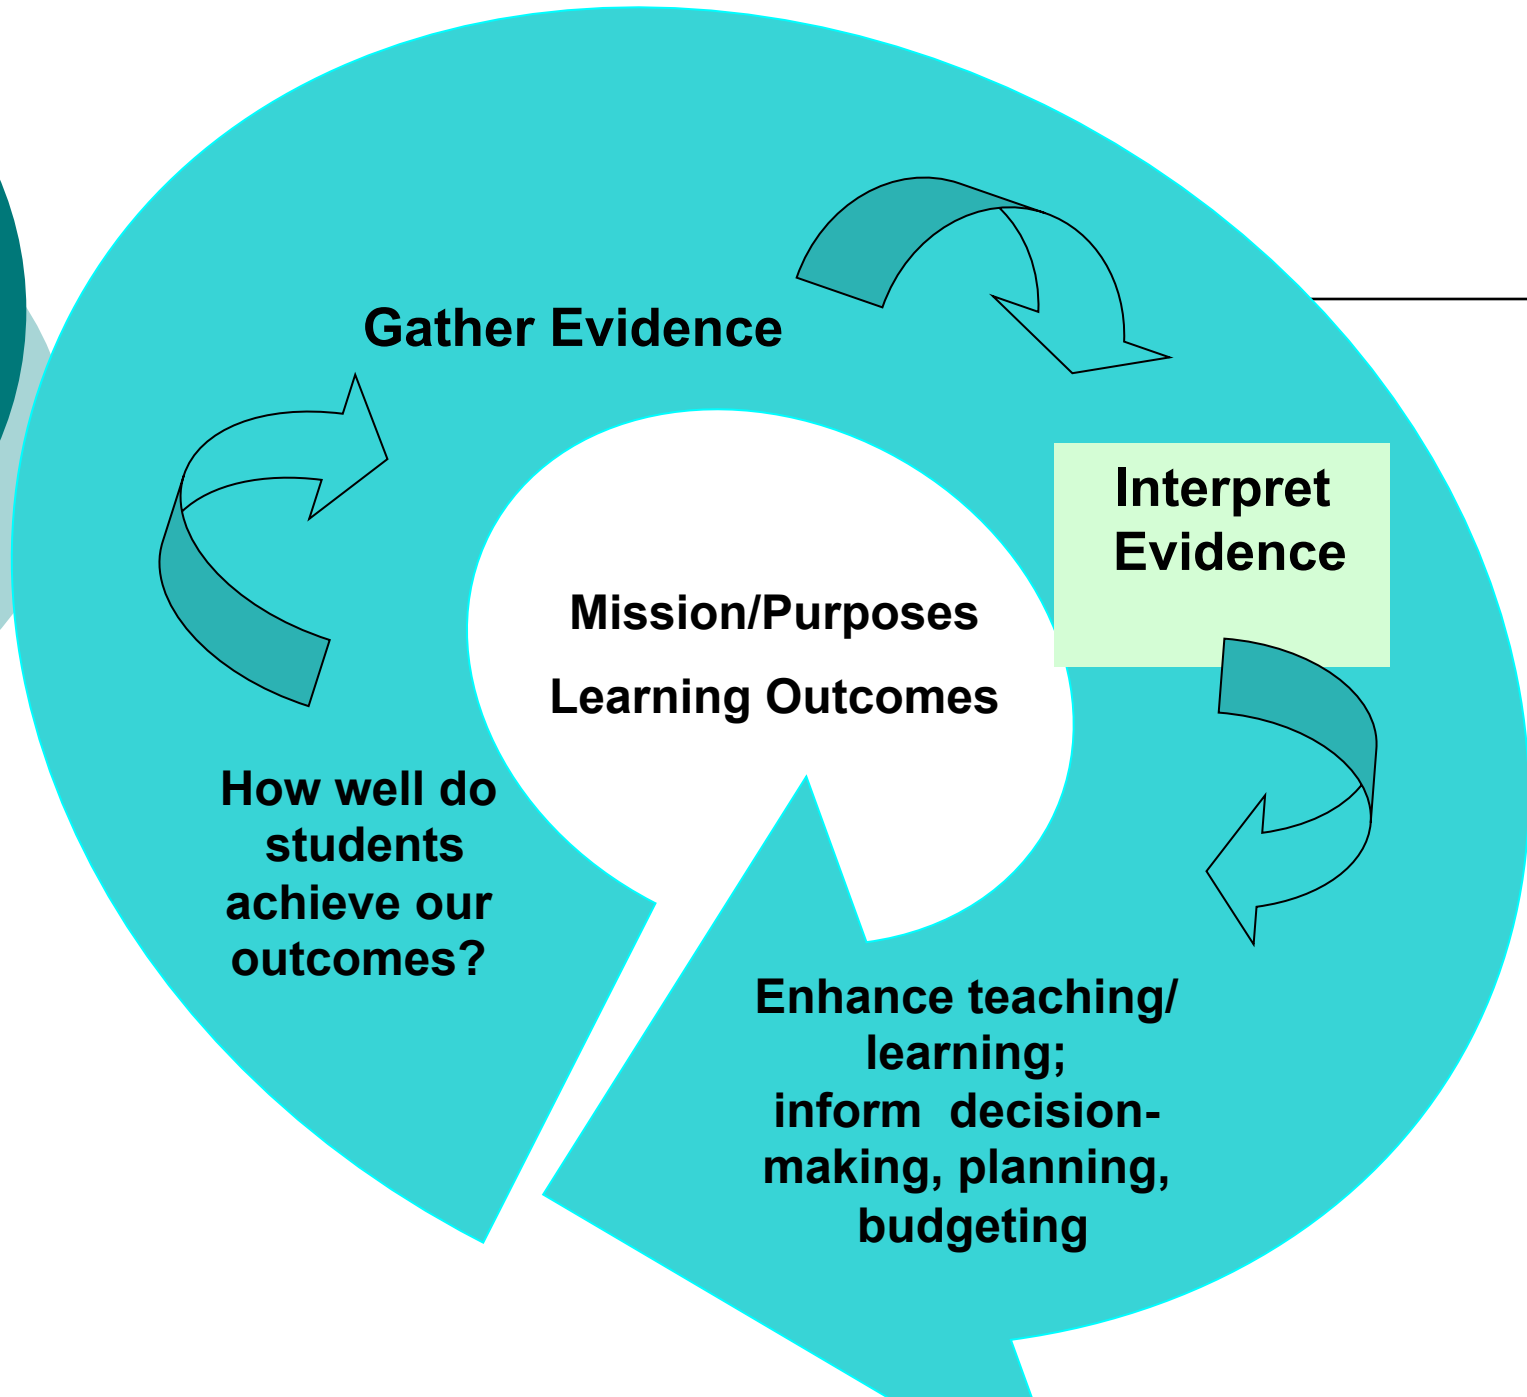 Gather Evidence
Interpret
Evidence
Mission/Purposes
Learning Outcomes
How well do
students
achieve our
outcomes?
Enhance teaching/
learning;
inform decision-
making, planning,
budgeting